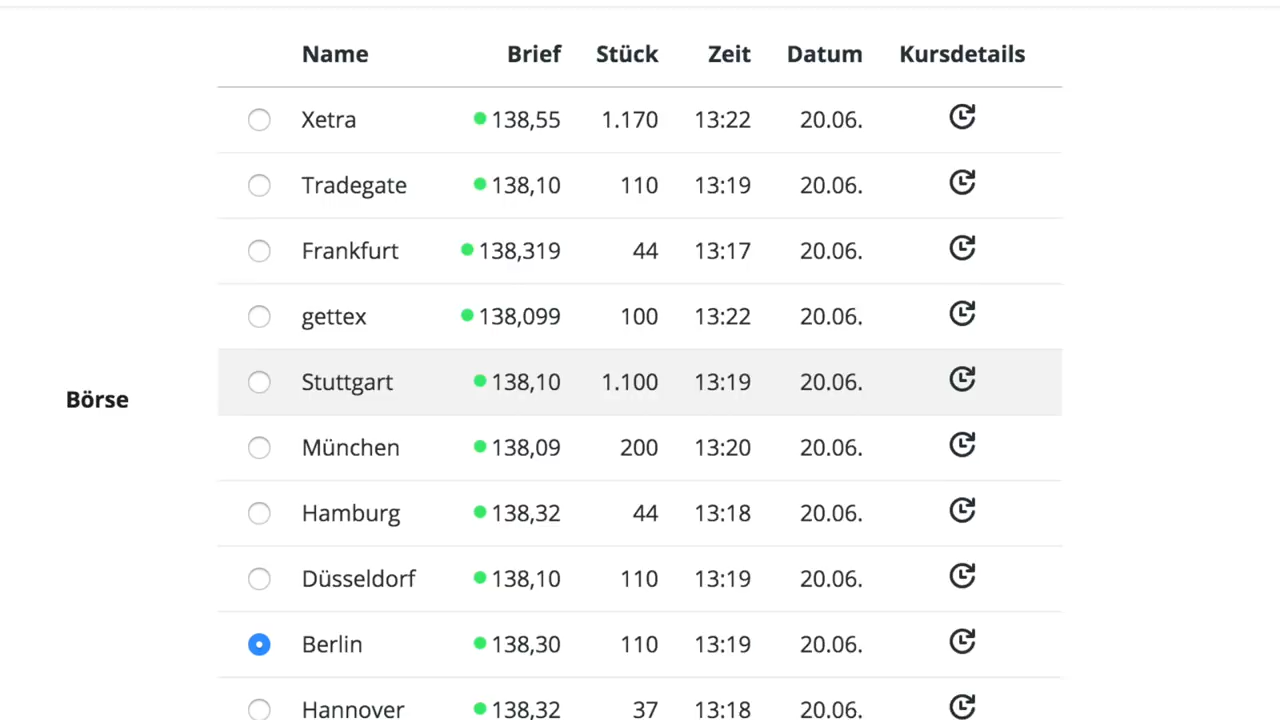 Name Brief Stück Zeit Datum Kursdetails
Xetra 138,55 1.170 13:22 20.06.
Tradegate 138,10 110 13:19 20.06.
Frankfurt 138,319 44 13:17 20.06.
gettex 138,099 100 13:22 20.06.
Stuttgart 138,10 1.100 13:19 20.06.
Börse
München 138,09 200 13:20 20.06.
Hamburg 138,32 44 13:18 20.06.
Düsseldorf 138,10 110 13:19 20.06.
Berlin 138,30 110 13:19 20.06.
Hannover 138,32 37 13:18 20.06.